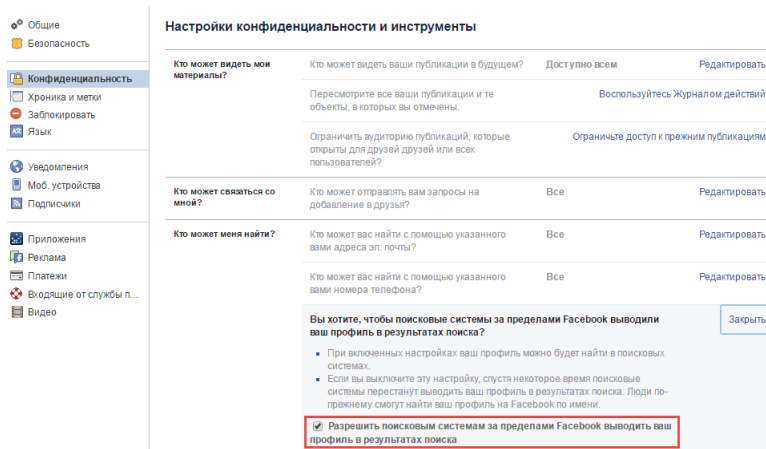 Общие
Безопасность
Конфиденциальность
Хроника и метки
Заблокировать
Язык
Уведомления
Моб. устройства
Подписчики
Приложения
Реклама
Платежи
Входящие от службы п...
Видео
Настройки конфиденциальности и инструменты
Кто может видеть мои
материалы?
Кто может видеть ваши публикации в будущем? Доступно всем Редактировать
Пересмотрите все ваши публикации и те
объекты, в которых вы отмечены.
Воспользуйтесь Журналом действий
Ограничить аудиторию публикаций, которые
открыты для друзей друзей или всех
пользователей?
Ограничьте доступ к прежним публикациям
Кто может связаться со
мной?
Кто может отправлять вам запросы на
добавление в друзья?
Все Редактировать
Кто может меня найти?
Кто может вас найти с помощью указанного
вами адреса эл. почты?
Все Редактировать
Кто может вас найти с помощью указанного
вами номера телефона?
Все Редактировать
Вы хотите, чтобы поисковые системы за пределами Facebook выводили
ваш профиль в результатах поиска?
Закрыть
При включенных настройках ваш профиль можно будет найти в поисковых
системах.
Если вы выключите эту настройку, спустя некоторое время поисковые
системы перестанут выводить ваш профиль в результатах поиска. Люди по-
прежнему смогут найти ваш профиль на Facebook по имени.
Разрешить поисковым системам за пределами Facebook выводить ваш
профиль в результатах поиска